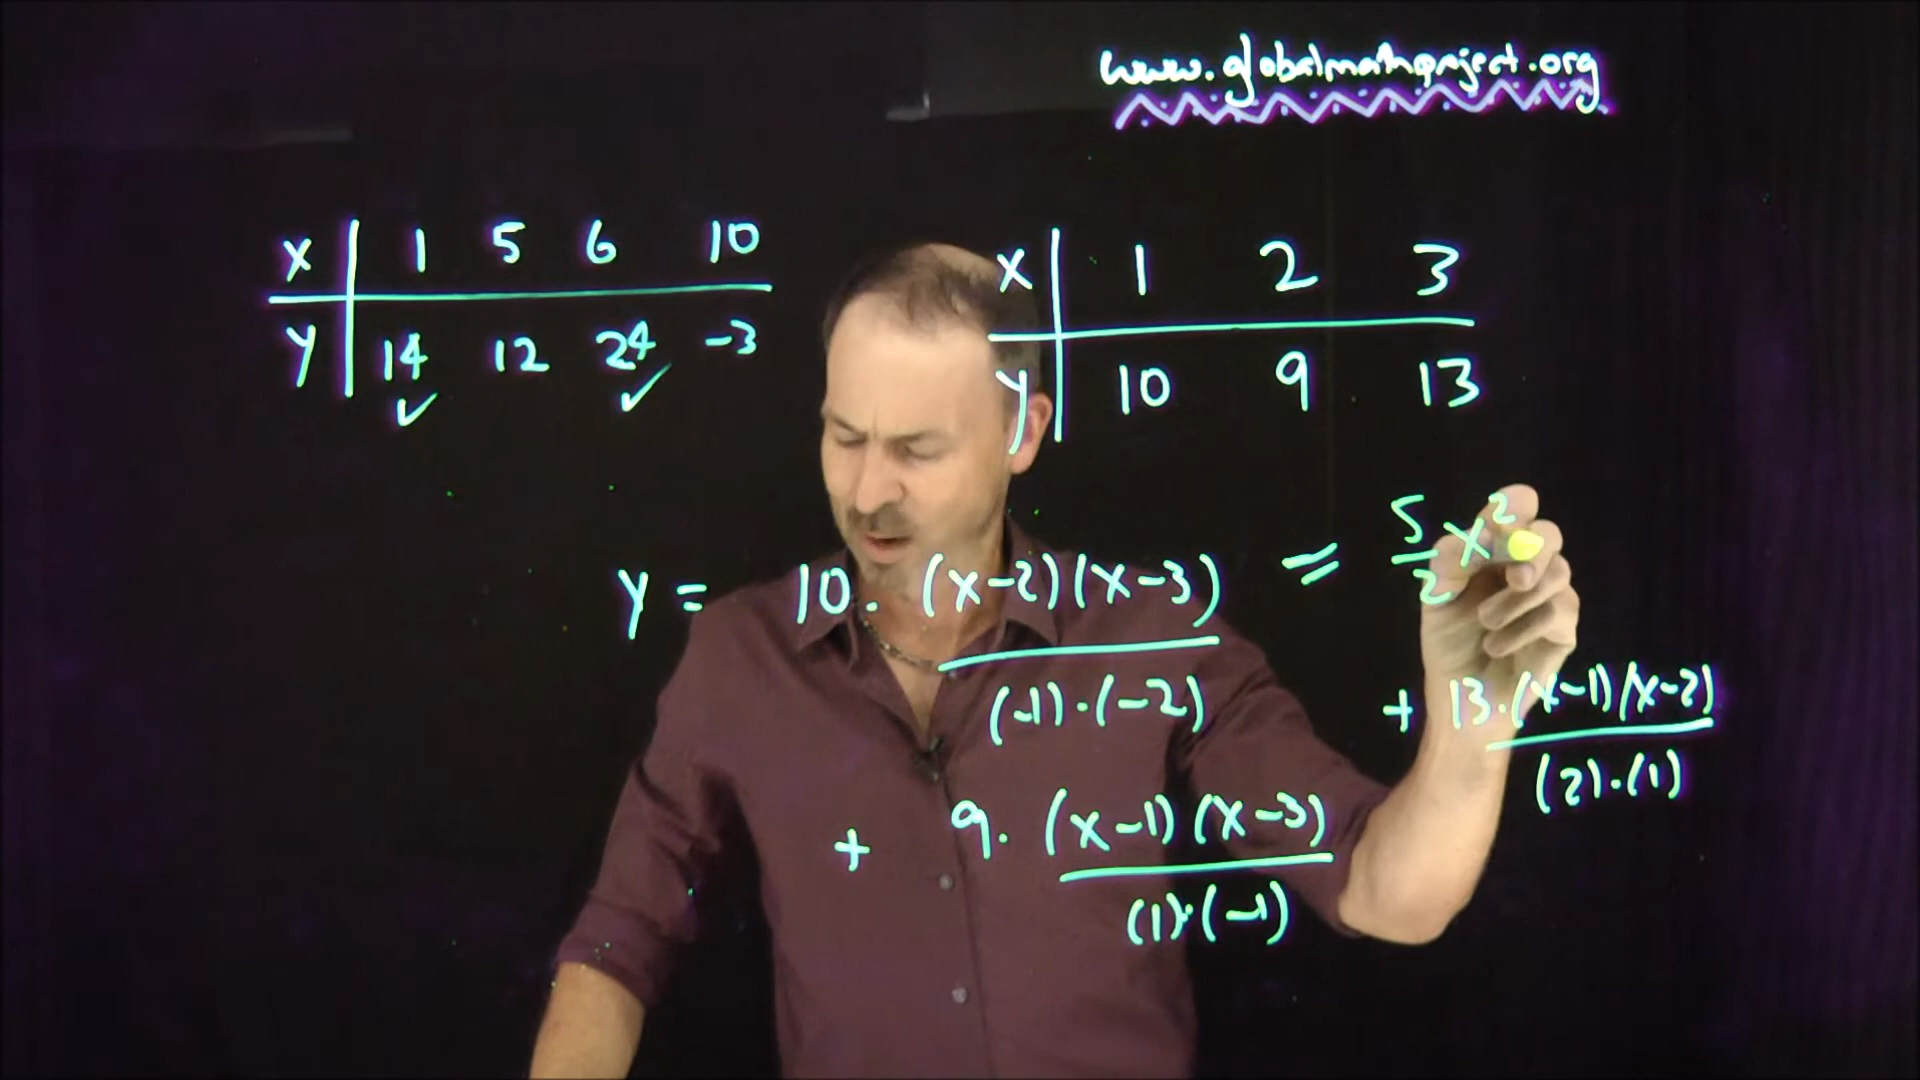 www.globalmathproject.org
x | 1 5 6 10
y | 14 12 24 -3
✓ ✓
x | 1 2 3
y | 10 9 13
y = 10 · (x-2)(x-3) / (-1)·(-2) = 5/2 x²
+ 9 · (x-1)(x-3) / (1)·(-1)
+ 13 · (x-1)(x-2) / (2)·(1)